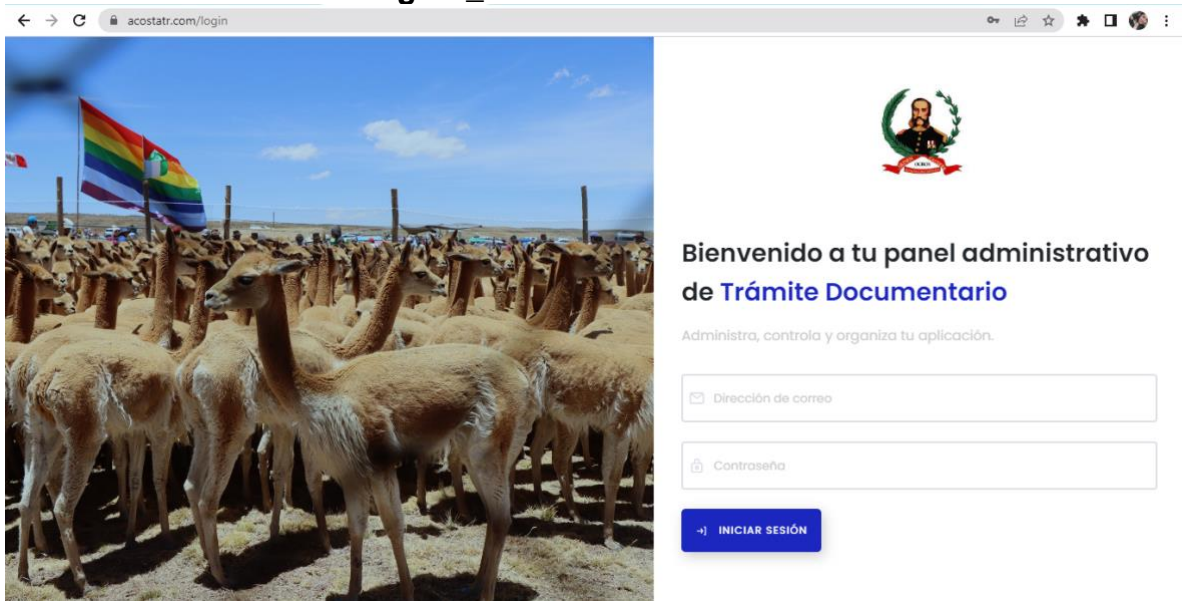 acostatr.com/login
Bienvenido a tu panel administrativo
de Trámite Documentario
Administra, controla y organiza tu aplicación.
Dirección de correo
Contraseña
INICIAR SESIÓN